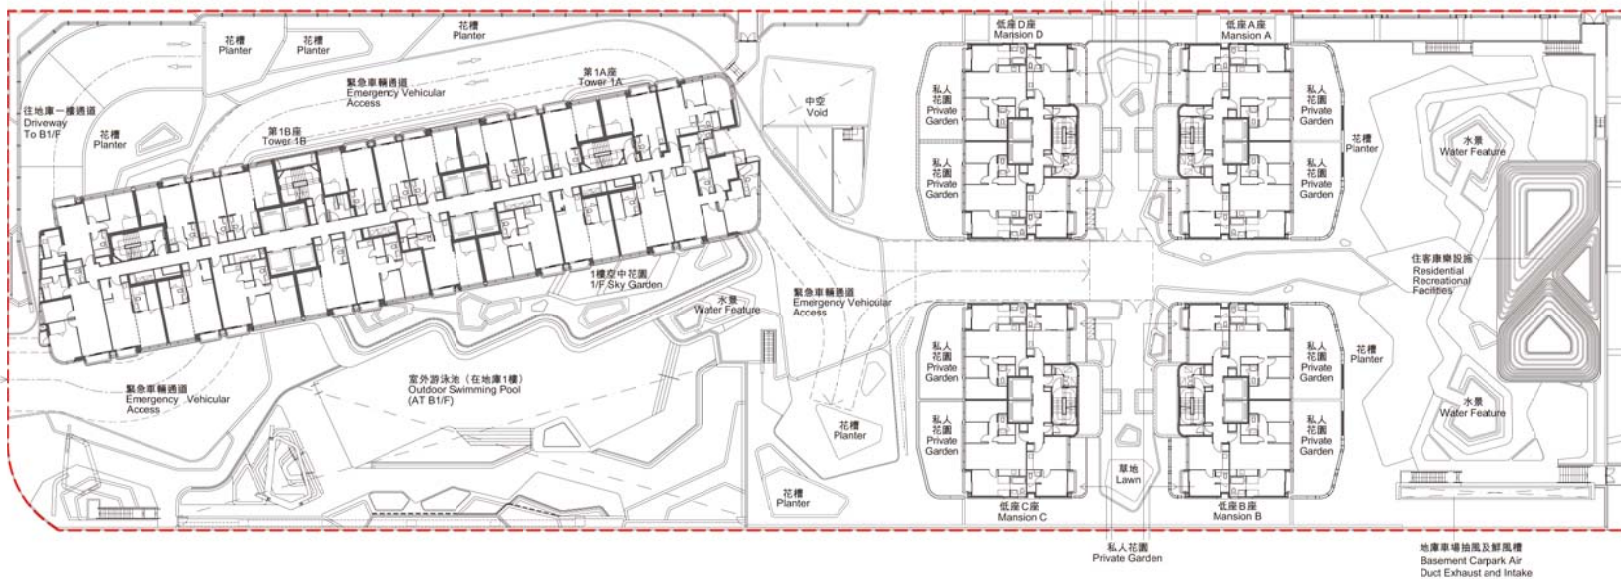 花槽
Planter
花槽
Planter
花槽
Planter
緊急車輛通道
Emergency Vehicular
Access
第1A座
Tower 1A
往地庫一樓通道
Driveway
To B1/F
花槽
Planter
第1B座
Tower 1B
中空
Void
低座D座
Mansion D
低座A座
Mansion A
私人
花園
Private
Garden
私人
花園
Private
Garden
私人
花園
Private
Garden
私人
花園
Private
Garden
花槽
Planter
水景
Water Feature
1樓空中花園
1/F Sky Garden
水景
Water Feature
緊急車輛通道
Emergency Vehicular
Access
住客康樂設施
Residential
Recreational
Facilities
緊急車輛通道
Emergency Vehicular
Access
室外游泳池（在地庫1樓）
Outdoor Swimming Pool
(AT B1/F)
私人
花園
Private
Garden
私人
花園
Private
Garden
花槽
Planter
花槽
Planter
私人
花園
Private
Garden
私人
花園
Private
Garden
水景
Water Feature
花槽
Planter
草地
Lawn
低座C座
Mansion C
低座B座
Mansion B
私人花園
Private Garden
地庫車場抽風及鮮風槽
Basement Carpark Air
Duct Exhaust and Intake